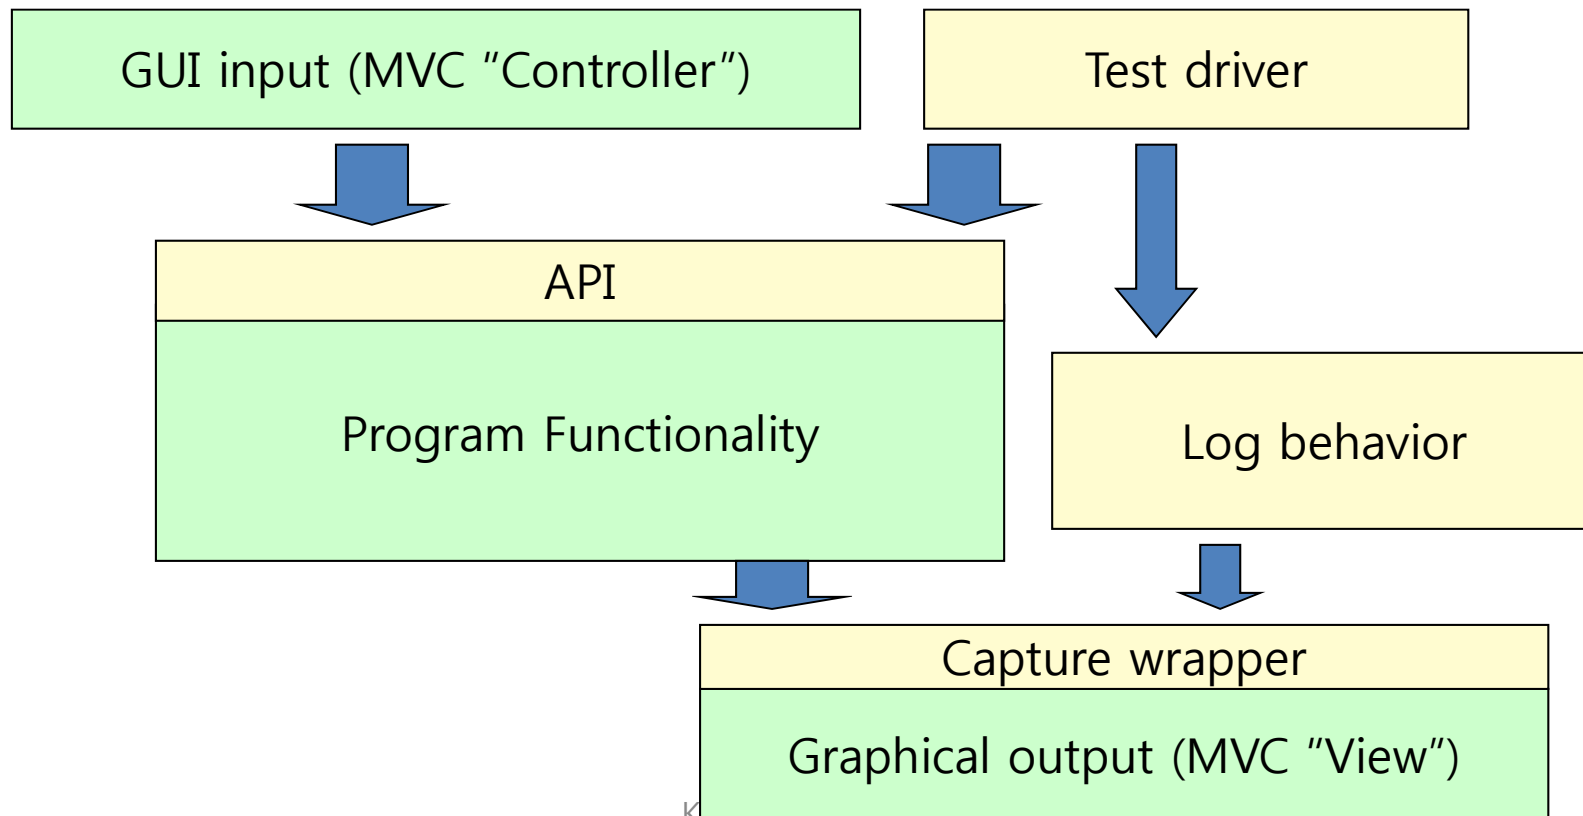 GUI input (MVC "Controller")
Test driver
API
Program Functionality
Log behavior
Capture wrapper
Graphical output (MVC "View")